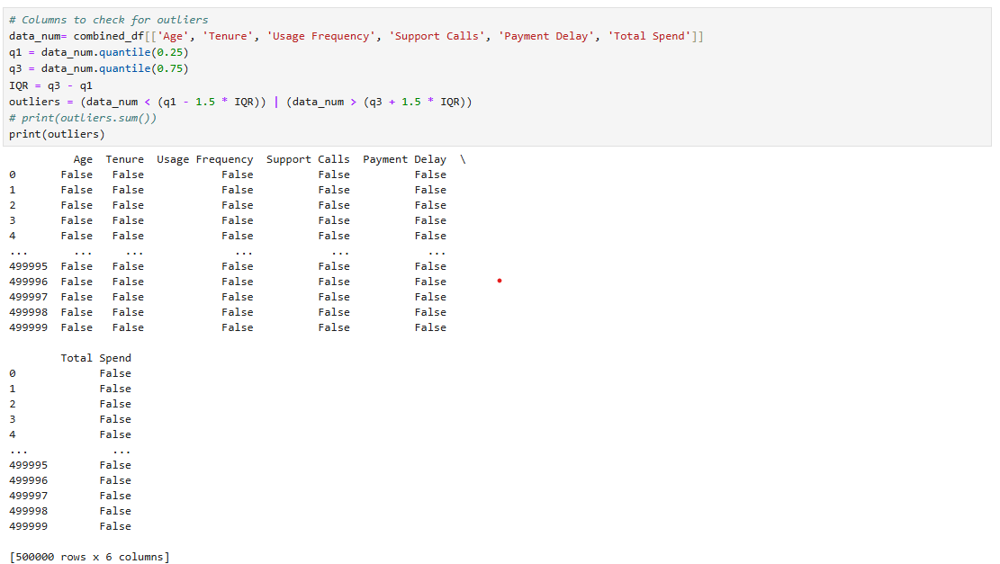 # Columns to check for outliers
data_num= combined_df[['Age', 'Tenure', 'Usage Frequency', 'Support Calls', 'Payment Delay', 'Total Spend']]
q1 = data_num.quantile(0.25)
q3 = data_num.quantile(0.75)
IQR = q3 - q1
outliers = (data_num < (q1 - 1.5 * IQR)) | (data_num > (q3 + 1.5 * IQR))
# print(outliers.sum())
print(outliers)
Age Tenure Usage Frequency Support Calls Payment Delay \
0 False False False False False
1 False False False False False
2 False False False False False
3 False False False False False
4 False False False False False
... ... ... ... ... ...
499995 False False False False False
499996 False False False False False
499997 False False False False False
499998 False False False False False
499999 False False False False False
Total Spend
0 False
1 False
2 False
3 False
4 False
... ...
499995 False
499996 False
499997 False
499998 False
499999 False
[500000 rows x 6 columns]